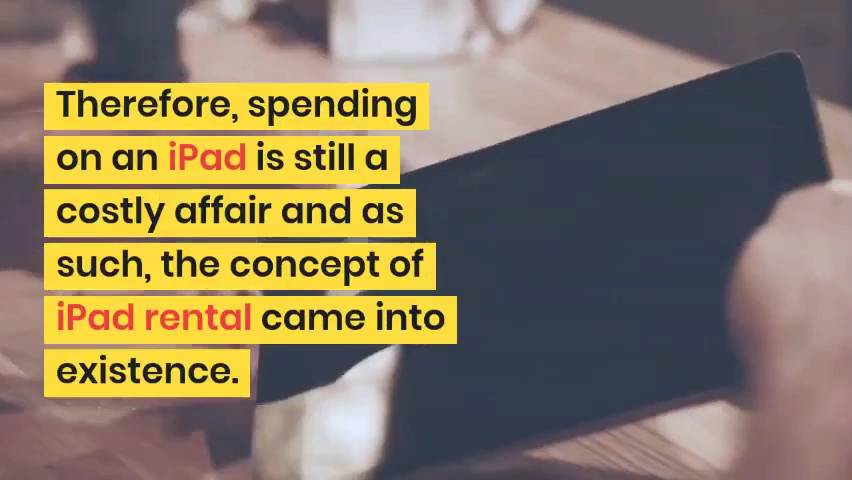 Therefore, spending
on an iPad is still a
costly affair and as
such, the concept of
iPad rental came into
existence.